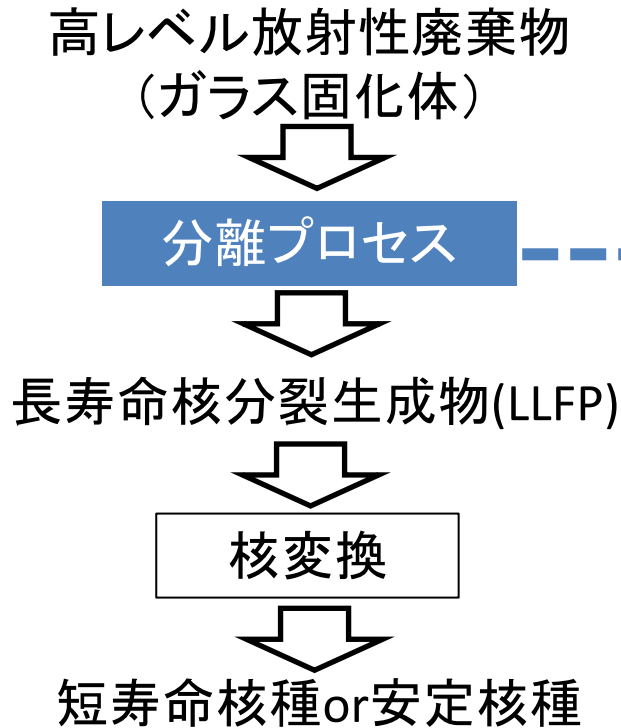 高レベル放射性廃棄物
（ガラス固化体）
分離プロセス
長寿命核分裂生成物(LLFP)
核変換
短寿命核種or安定核種